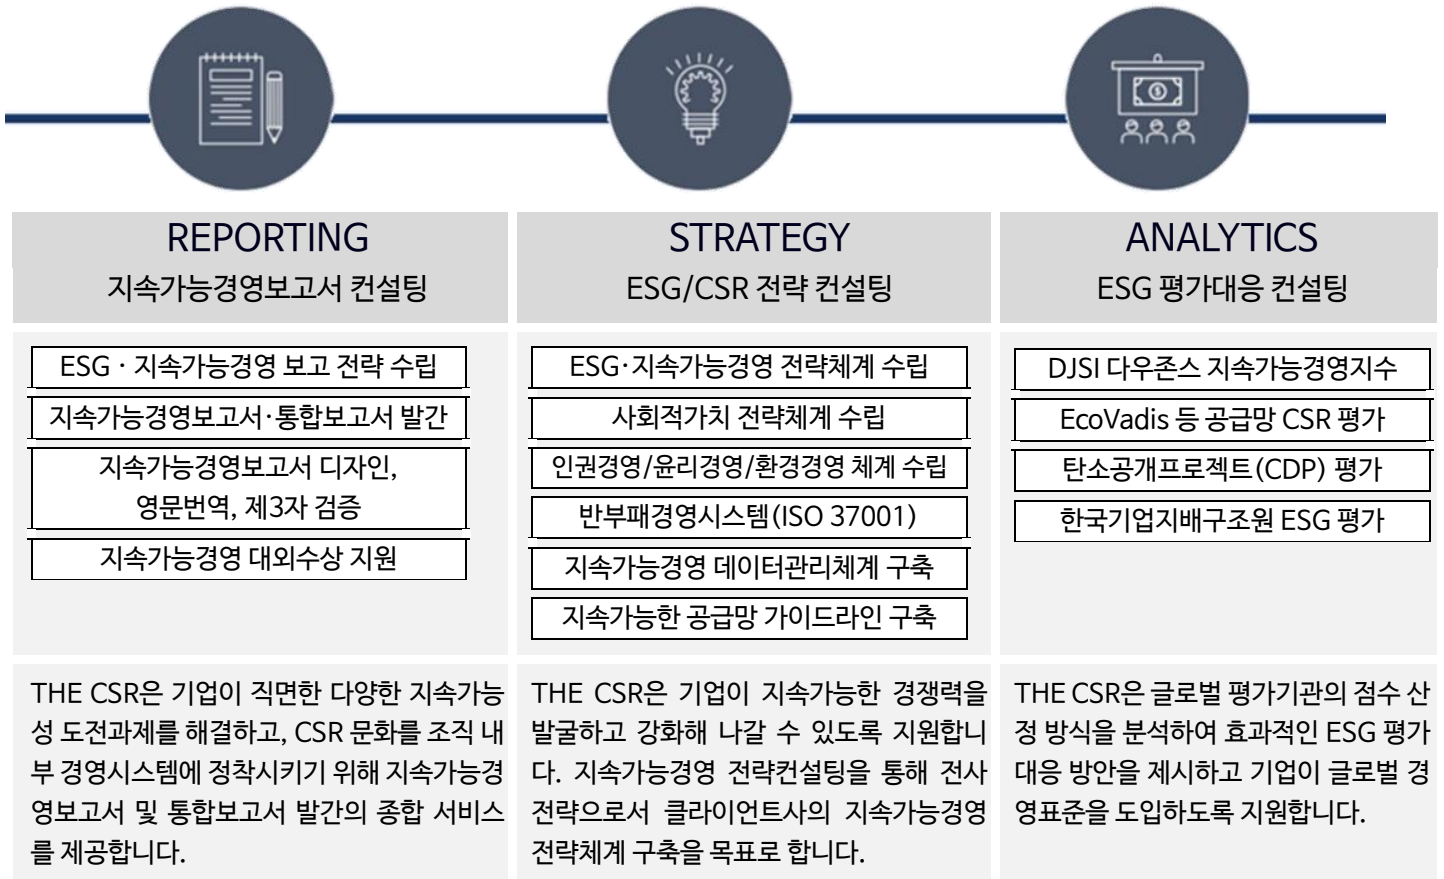 REPORTING
지속가능경영보고서 컨설팅
ESG · 지속가능경영 보고 전략 수립
지속가능경영보고서·통합보고서 발간
지속가능경영보고서 디자인,
영문번역, 제3자 검증
지속가능경영 대외수상 지원
THE CSR은 기업이 직면한 다양한 지속가능
성 도전과제를 해결하고, CSR 문화를 조직 내
부 경영시스템에 정착시키기 위해 지속가능경
영보고서 및 통합보고서 발간의 종합 서비스
를 제공합니다.
STRATEGY
ESG/CSR 전략 컨설팅
ESG·지속가능경영 전략체계 수립
사회적가치 전략체계 수립
인권경영/윤리경영/환경경영 체계 수립
반부패경영시스템(ISO 37001)
지속가능경영 데이터관리체계 구축
지속가능한 공급망 가이드라인 구축
THE CSR은 기업이 지속가능한 경쟁력을
발굴하고 강화해 나갈 수 있도록 지원합니
다. 지속가능경영 전략컨설팅을 통해 전사
전략으로서 클라이언트사의 지속가능경영
전략체계 구축을 목표로 합니다.
ANALYTICS
ESG 평가대응 컨설팅
DJSI 다우존스 지속가능경영지수
EcoVadis 등 공급망 CSR 평가
탄소공개프로젝트(CDP) 평가
한국기업지배구조원 ESG 평가
THE CSR은 글로벌 평가기관의 점수 산
정 방식을 분석하여 효과적인 ESG 평가
대응 방안을 제시하고 기업이 글로벌 경
영표준을 도입하도록 지원합니다.